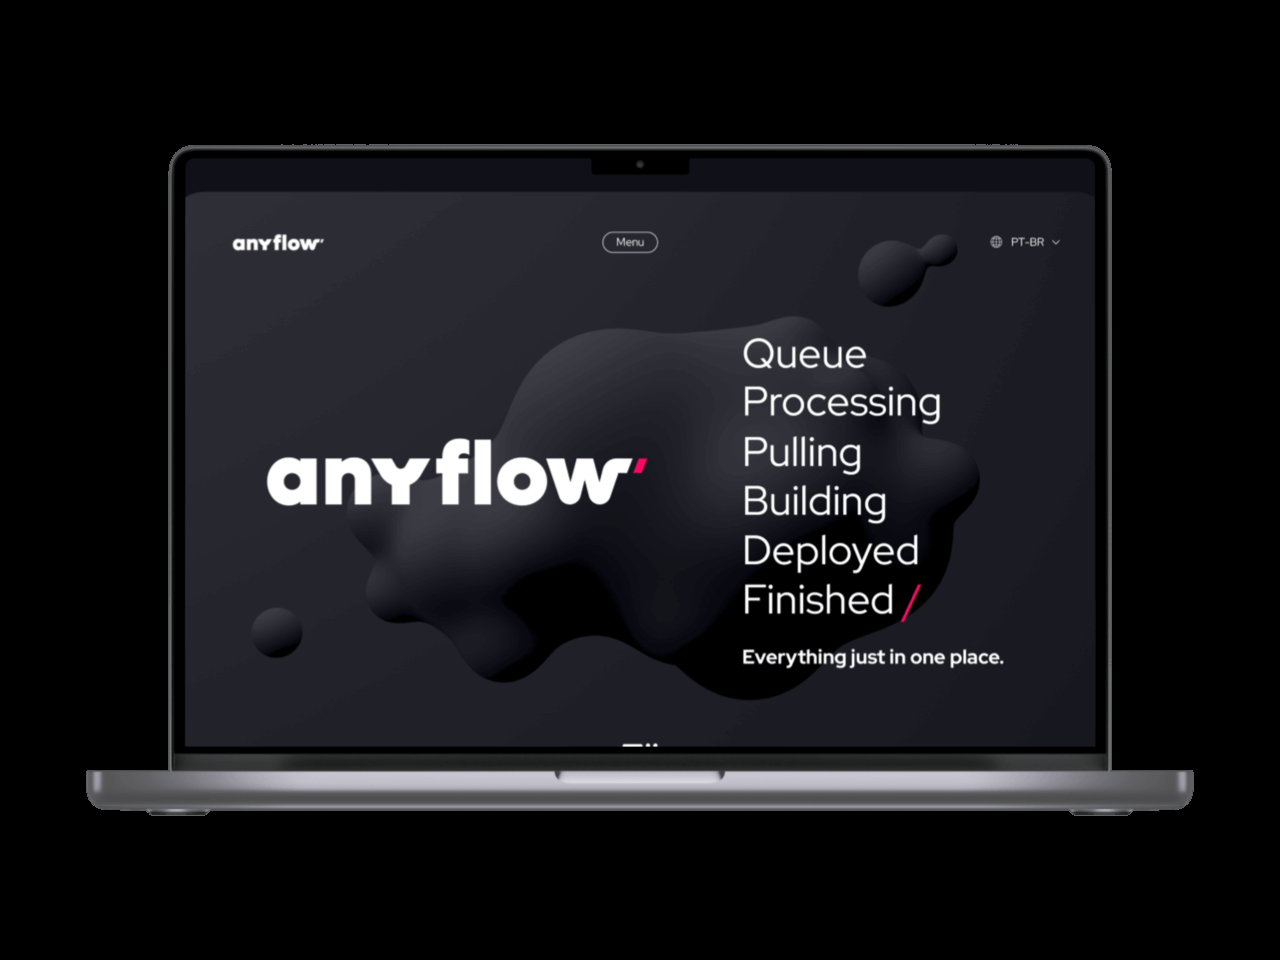 anyflow
Menu
PT-BR
anyflow
Queue
Processing
Pulling
Building
Deployed
Finished /
Everything just in one place.